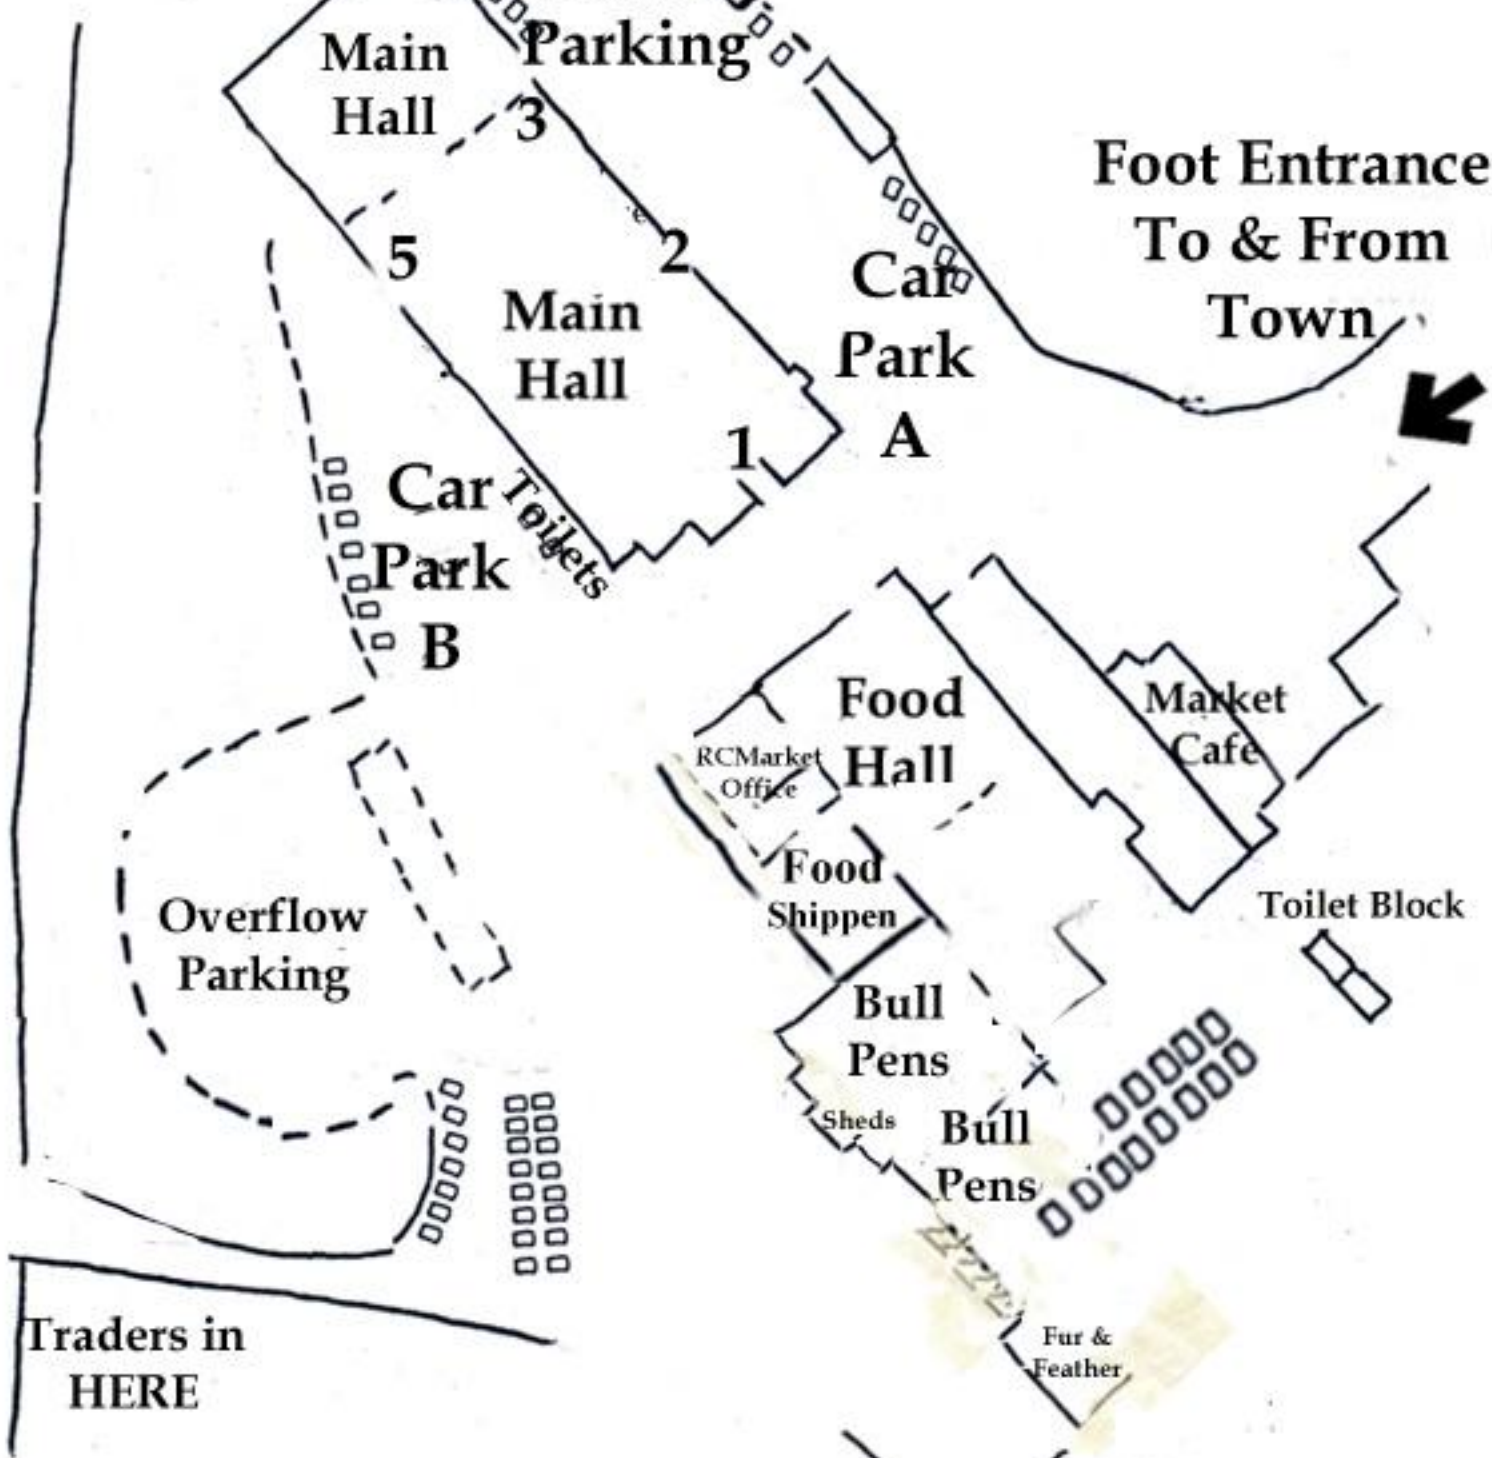 Parking
Main
Hall
3
Foot Entrance
To & From
Town
5
2
Car
Park
A
Main
Hall
1
Car
Park
B
Toilets
Food
Hall
Market
Cafe
RCMarket
Office
Food
Shippen
Toilet Block
Overflow
Parking
Bull
Pens
Sheds
Bull
Pens
Traders in
HERE
Fur &
Feather